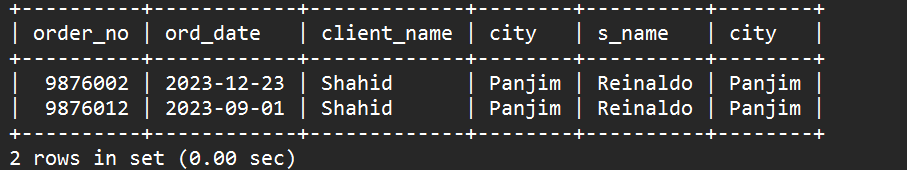 +----------+------------+-------------+--------+----------+--------+
| order_no | ord_date   | client_name | city   | s_name   | city   |
+----------+------------+-------------+--------+----------+--------+
|  9876002 | 2023-12-23 | Shahid      | Panjim | Reinaldo | Panjim |
|  9876012 | 2023-09-01 | Shahid      | Panjim | Reinaldo | Panjim |
+----------+------------+-------------+--------+----------+--------+
2 rows in set (0.00 sec)